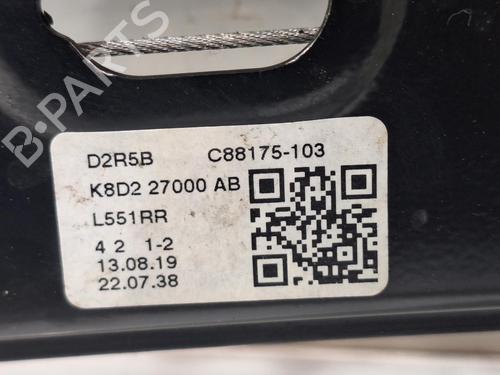 B-PARTS
D2R5B C88175-103
K8D2 27000 AB
L551RR
4 2 1-2
13.08.19
22.07.38